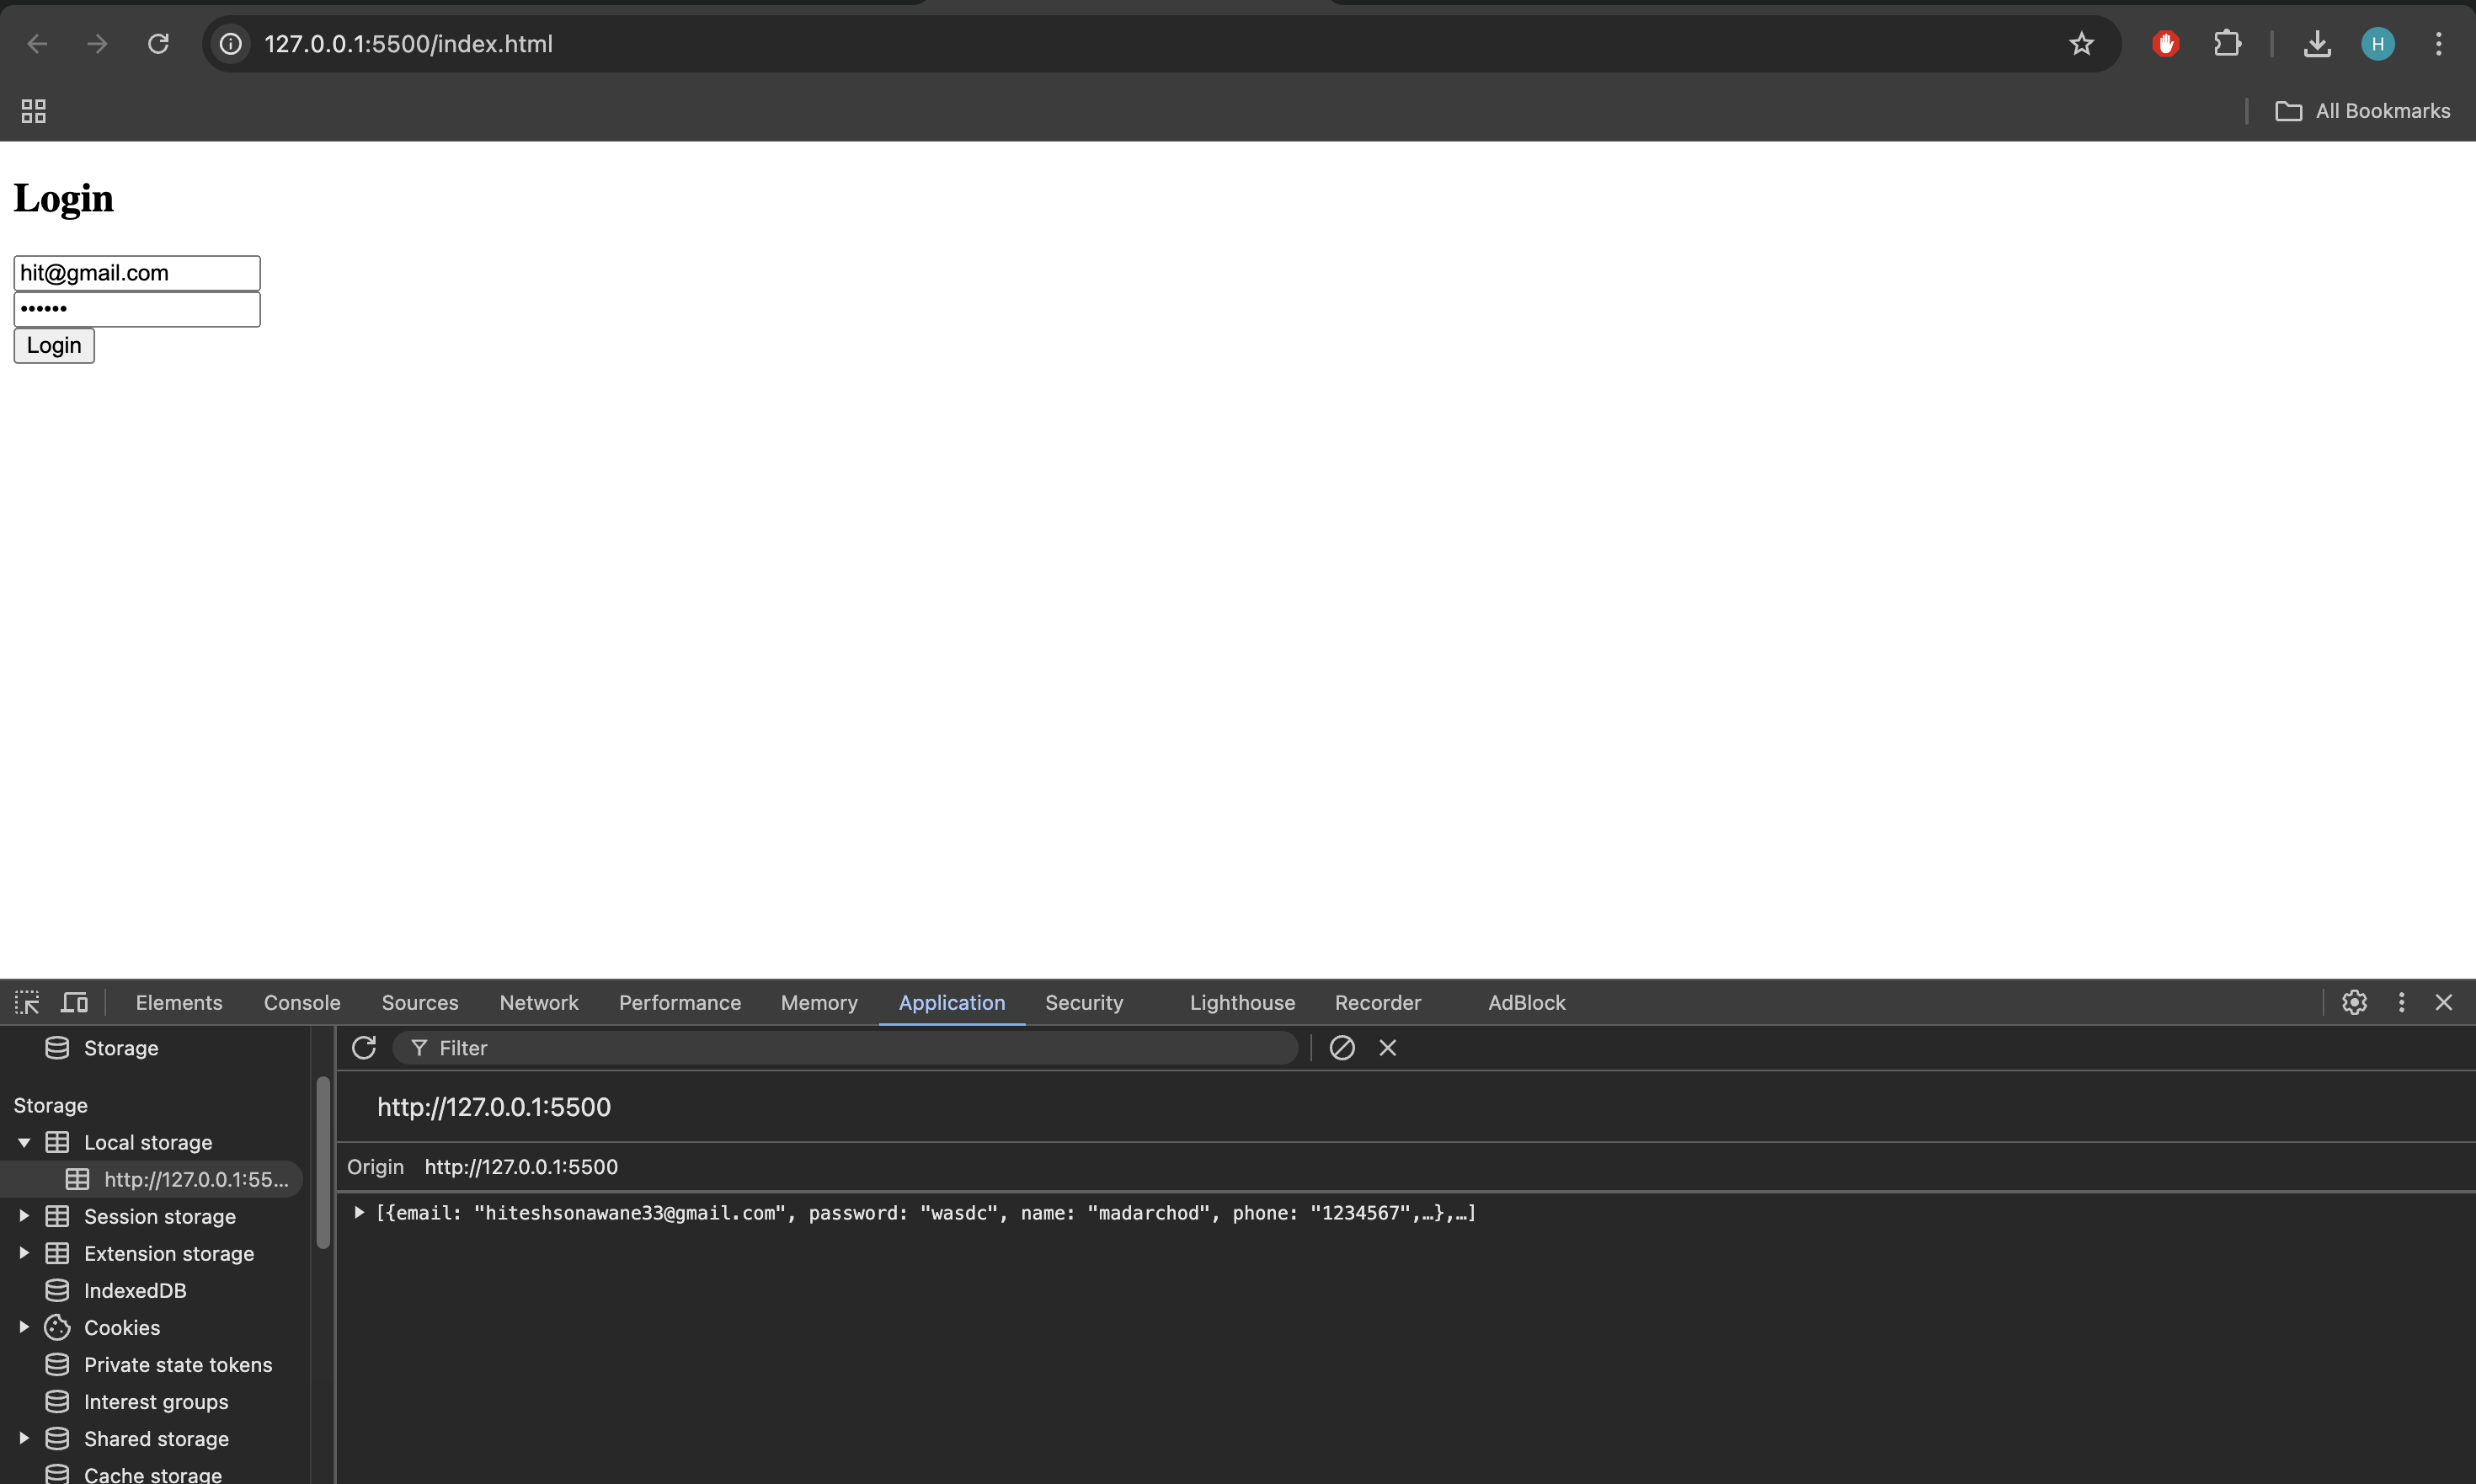 127.0.0.1:5500/index.html
H
All Bookmarks
Login
hit@gmail.com
••••••
Login
Elements Console Sources Network Performance Memory Application Security Lighthouse Recorder AdBlock
Storage
Filter
Storage
Local storage
http://127.0.0.1:55...
Session storage
Extension storage
IndexedDB
Cookies
Private state tokens
Interest groups
Shared storage
Cache storage
http://127.0.0.1:5500
Origin http://127.0.0.1:5500
[{email: "hiteshsonawane33@gmail.com", password: "wasdc", name: "madarchod", phone: "1234567",…},…]